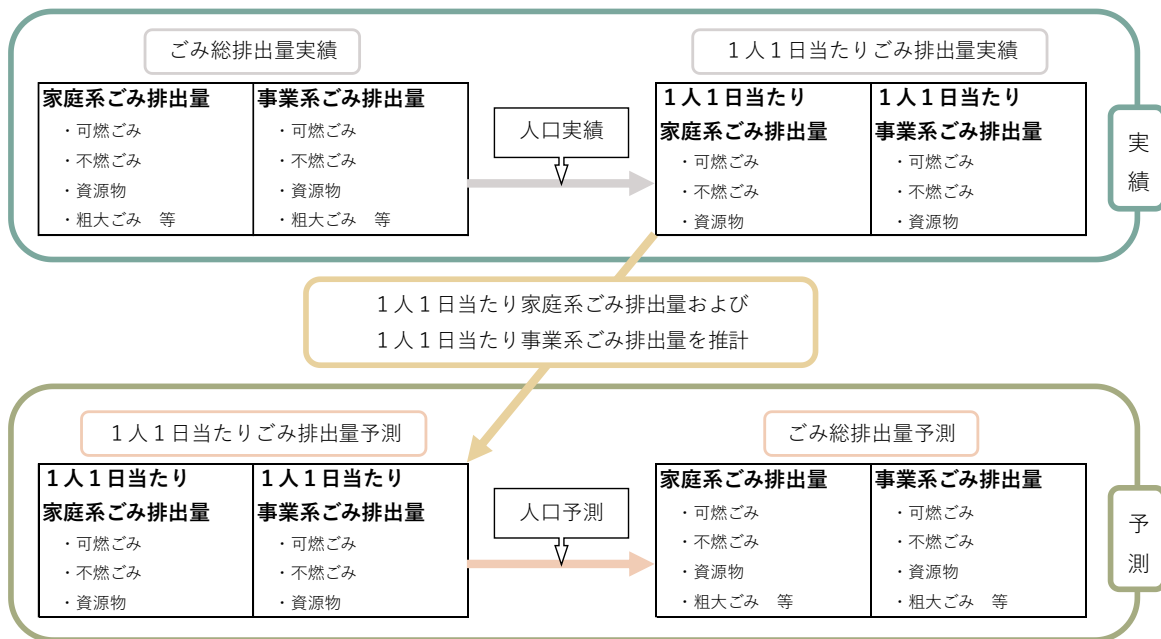 ごみ総排出量実績
家庭系ごみ排出量
・可燃ごみ
・不燃ごみ
・資源物
・粗大ごみ　等
事業系ごみ排出量
・可燃ごみ
・不燃ごみ
・資源物
・粗大ごみ　等
人口実績
１人１日当たりごみ排出量実績
１人１日当たり
家庭系ごみ排出量
・可燃ごみ
・不燃ごみ
・資源物
１人１日当たり
事業系ごみ排出量
・可燃ごみ
・不燃ごみ
・資源物
実
績
１人１日当たり家庭系ごみ排出量および
１人１日当たり事業系ごみ排出量を推計
１人１日当たりごみ排出量予測
１人１日当たり
家庭系ごみ排出量
・可燃ごみ
・不燃ごみ
・資源物
１人１日当たり
事業系ごみ排出量
・可燃ごみ
・不燃ごみ
・資源物
人口予測
ごみ総排出量予測
家庭系ごみ排出量
・可燃ごみ
・不燃ごみ
・資源物
・粗大ごみ　等
事業系ごみ排出量
・可燃ごみ
・不燃ごみ
・資源物
・粗大ごみ　等
予
測